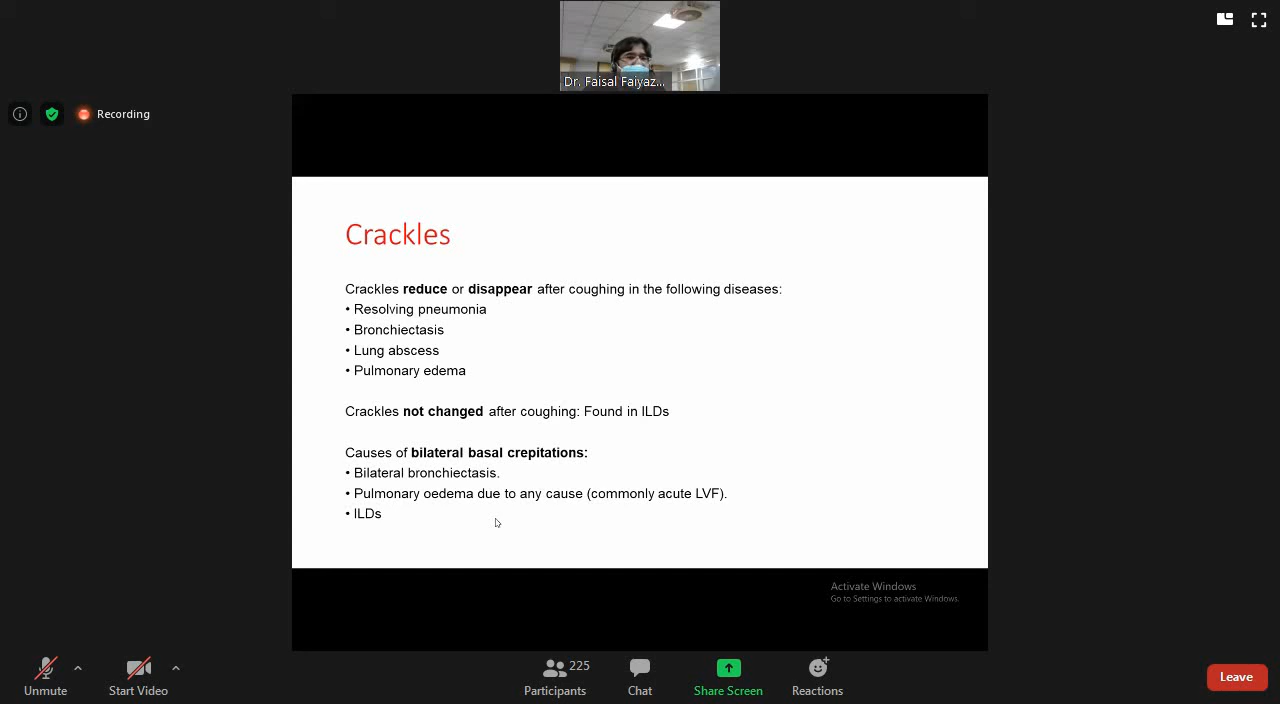 Dr. Faisal Faiyaz...
Recording
Crackles
Crackles reduce or disappear after coughing in the following diseases:
• Resolving pneumonia
• Bronchiectasis
• Lung abscess
• Pulmonary edema
Crackles not changed after coughing: Found in ILDs
Causes of bilateral basal crepitations:
• Bilateral bronchiectasis.
• Pulmonary oedema due to any cause (commonly acute LVF).
• ILDs
Activate Windows
Go to Settings to activate Windows.
Unmute
Start Video
225
Participants
Chat
Share Screen
Reactions
Leave